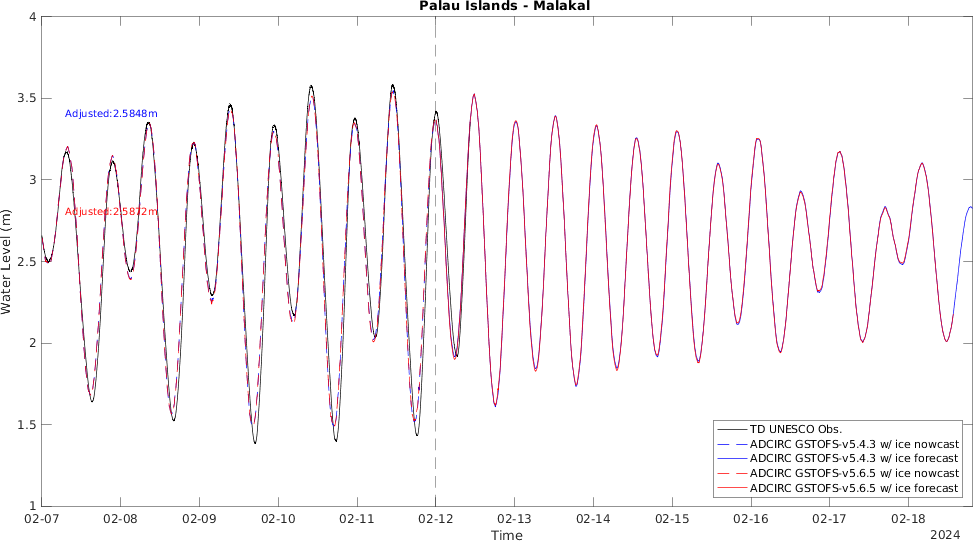 Palau Islands - Malakal
4
3.5
3
2.5
2
1.5
1
Water Level (m)
Adjusted:2.5848m
Adjusted:2.5872m
TD UNESCO Obs.
ADCIRC GSTOFS-v5.4.3 w/ ice nowcast
ADCIRC GSTOFS-v5.4.3 w/ ice forecast
ADCIRC GSTOFS-v5.6.5 w/ ice nowcast
ADCIRC GSTOFS-v5.6.5 w/ ice forecast
02-07 02-08 02-09 02-10 02-11 02-12 02-13 02-14 02-15 02-16 02-17 02-18
Time
2024